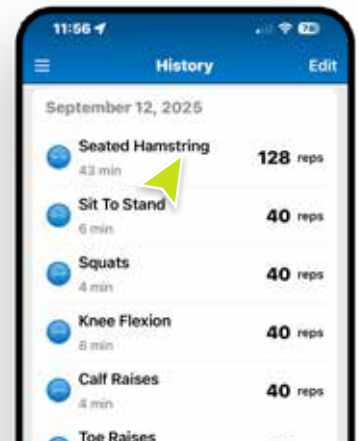 11:56
History Edit
September 12, 2025
Seated Hamstring
43 min
128 reps
Sit To Stand
6 min
40 reps
Squats
4 min
40 reps
Knee Flexion
8 min
40 reps
Calf Raises
4 min
40 reps
Toe Raises